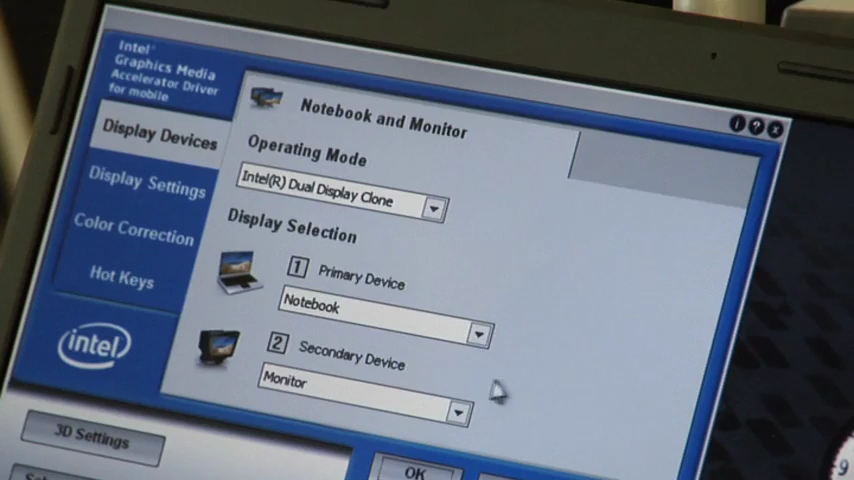 Intel®
Graphics Media
Accelerator Driver
for mobile
Display Devices
Display Settings
Color Correction
Hot Keys
intel
3D Settings
Notebook and Monitor
i ? x
Operating Mode
Intel(R) Dual Display Clone
Display Selection
1 Primary Device
Notebook
2 Secondary Device
Monitor
OK
9